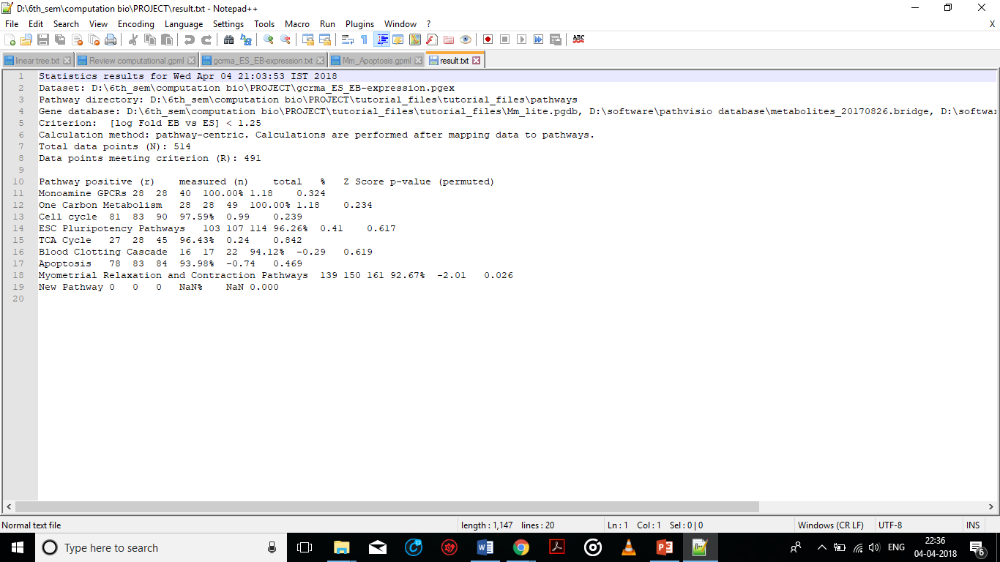 D:\6th_sem\computation bio\PROJECT\result.txt - Notepad++
File Edit Search View Encoding Language Settings Tools Macro Run Plugins Window ? X
linear tree.txt Review computational.gpml gcrma_ES_EB-expression.txt Mm_Apoptosis.gpml result.txt
1 Statistics results for Wed Apr 04 21:03:53 IST 2018
2 Dataset: D:\6th_sem\computation bio\PROJECT\gcrma_ES_EB-expression.pgex
3 Pathway directory: D:\6th_sem\computation bio\PROJECT\tutorial_files\tutorial_files\pathways
4 Gene database: D:\6th_sem\computation bio\PROJECT\tutorial_files\tutorial_files\Mm_lite.pgdb, D:\software\pathvisio database\metabolites_20170826.bridge, D:\softwar
5 Criterion: [log Fold EB vs ES] < 1.25
6 Calculation method: pathway-centric. Calculations are performed after mapping data to pathways.
7 Total data points (N): 514
8 Data points meeting criterion (R): 491
9
10 Pathway positive (r) measured (n) total % Z Score p-value (permuted)
11 Monoamine GPCRs 28 28 40 100.00% 1.18 0.324
12 One Carbon Metabolism 28 28 49 100.00% 1.18 0.234
13 Cell cycle 81 83 90 97.59% 0.99 0.239
14 ESC Pluripotency Pathways 103 107 114 96.26% 0.41 0.617
15 TCA Cycle 27 28 45 96.43% 0.24 0.842
16 Blood Clotting Cascade 16 17 22 94.12% -0.29 0.619
17 Apoptosis 78 83 84 93.98% -0.74 0.469
18 Myometrial Relaxation and Contraction Pathways 139 150 161 92.67% -2.01 0.026
19 New Pathway 0 0 0 NaN% NaN 0.000
20
Normal text file length : 1,147 lines : 20 Ln : 1 Col : 1 Sel : 0 | 0 Windows (CR LF) UTF-8 INS
Type here to search ENG 22:36
04-04-2018 6